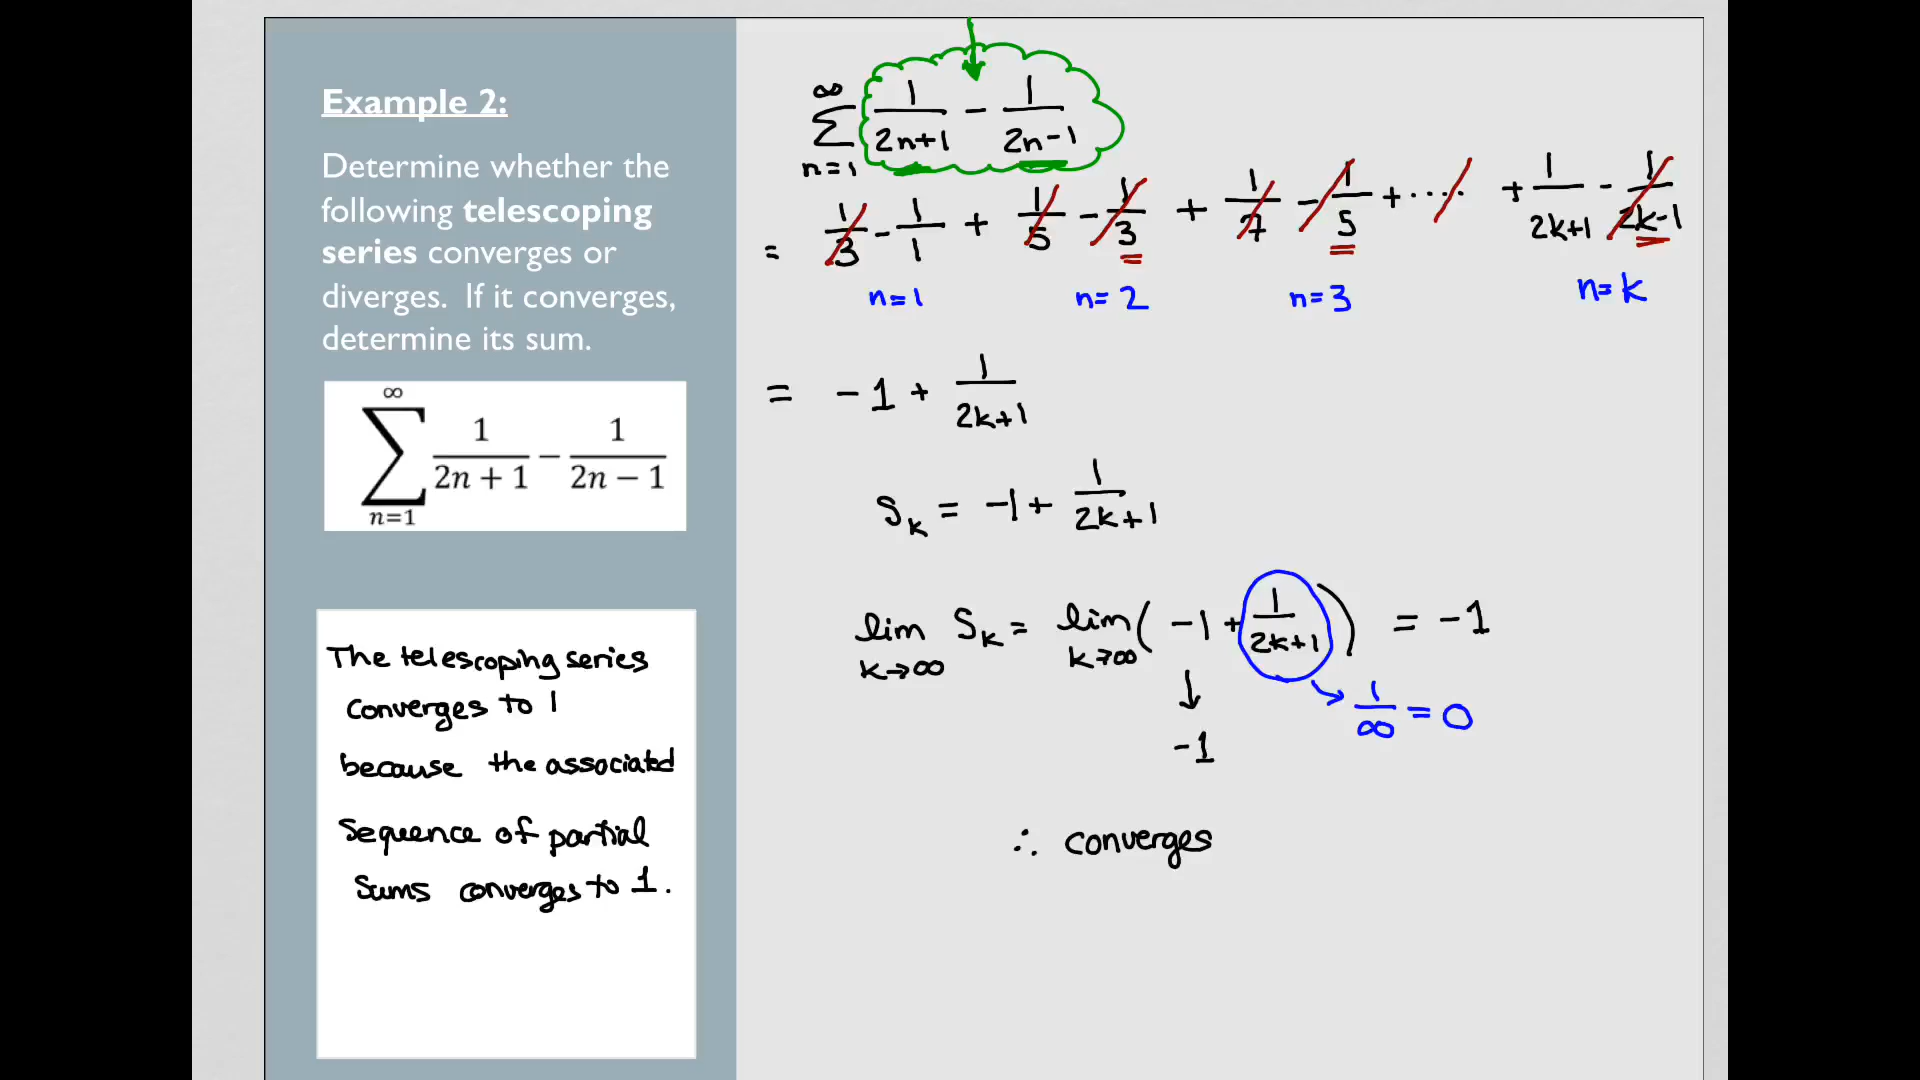 Example 2:
Determine whether the
following telescoping
series converges or
diverges. If it converges,
determine its sum.
∞
∑ 1/(2n + 1) − 1/(2n − 1)
n=1
The telescoping series
converges to 1
because the associated
sequence of partial
sums converges to 1.
∞
∑ 1/(2n+1) - 1/(2n-1)
n=1
= 1/3 - 1/1 + 1/5 - 1/3 + 1/7 - 1/5 + ···· + 1/(2k+1) - 1/(2k-1)
n=1 n=2 n=3 n=k
= -1 + 1/(2k+1)
Sk = -1 + 1/(2k+1)
lim Sk = lim ( -1 + 1/(2k+1) ) = -1
k→∞ k→∞
↓ → 1/∞ = 0
-1
∴ converges